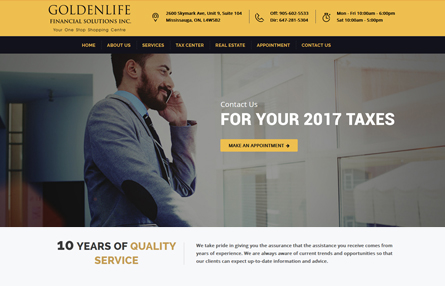 GOLDENLIFE
FINANCIAL SOLUTIONS INC.
Your One Stop Shopping Centre
2600 Skymark Ave, Unit 9, Suite 104
Mississauga, ON, L4W5B2
Off: 905-602-5533
Dir: 647-281-5304
Mon - Fri 10:00am - 6:00pm
Sat 10:00am - 5:00pm
HOME ABOUT US SERVICES TAX CENTER REAL ESTATE APPOINTMENT CONTACT US
Contact Us
FOR YOUR 2017 TAXES
MAKE AN APPOINTMENT
10 YEARS OF QUALITY
SERVICE
We take pride in giving you the assurance that the assistance you receive comes from
years of experience. We are always aware of current trends and opportunities so that
our clients can expect up-to-date information and advice.